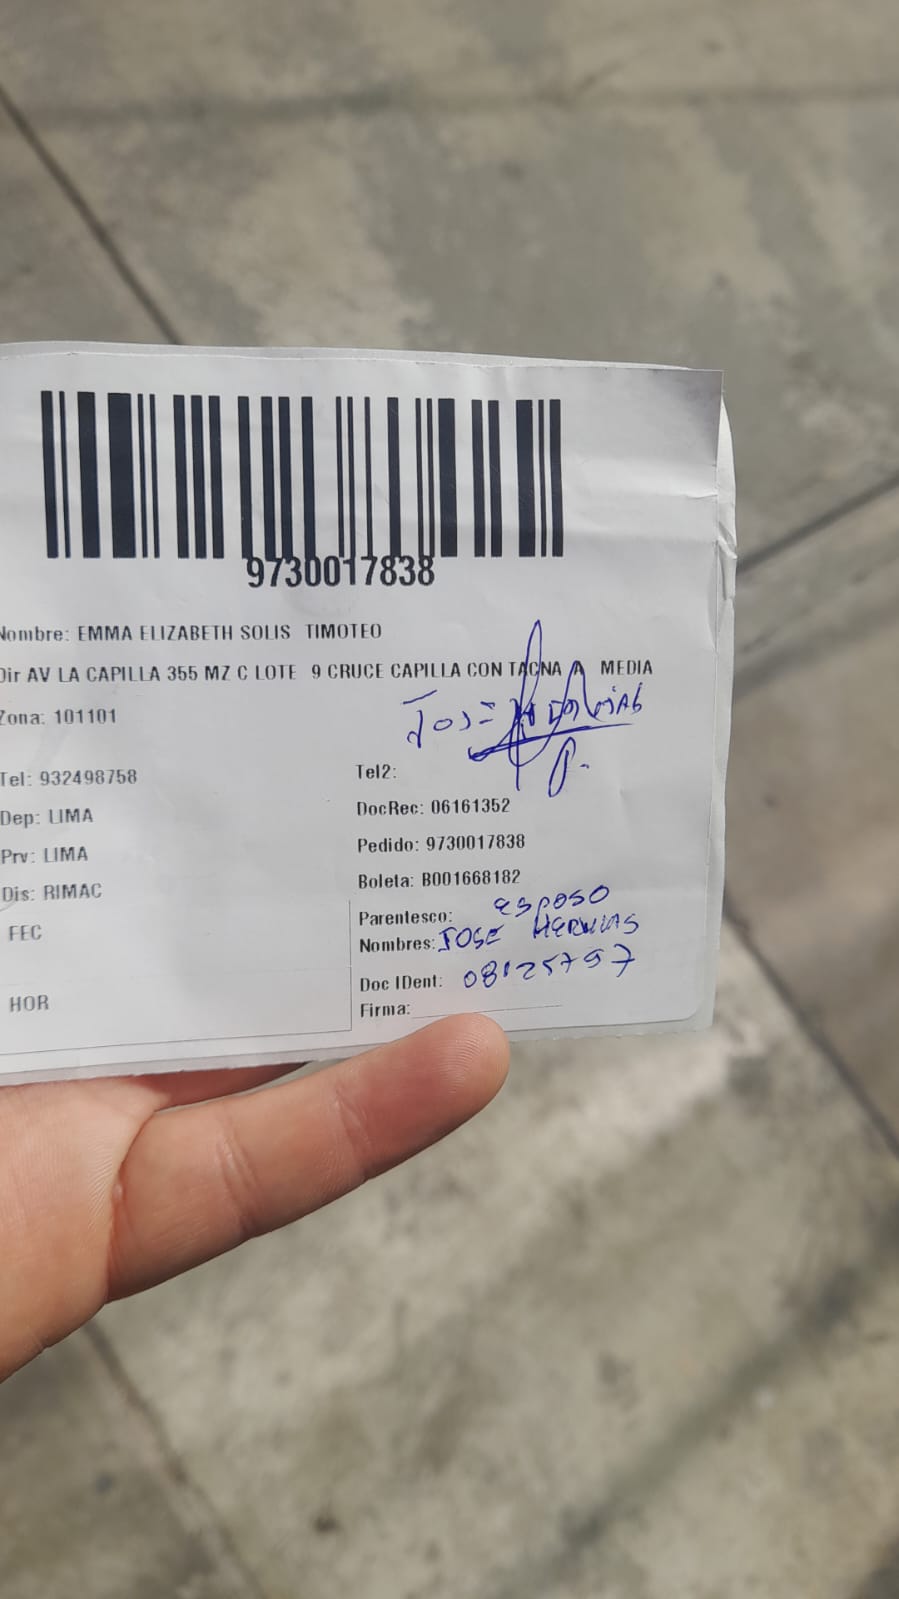 9730017838
Nombre: EMMA ELIZABETH SOLIS TIMOTEO
Dir AV LA CAPILLA 355 MZ C LOTE 9 CRUCE CAPILLA CON TACNA A MEDIA
Zona: 101101
JOSE
Tel: 932498758 Tel2:
Dep: LIMA DocRec: 06161352
Prv: LIMA Pedido: 9730017838
Dis: RIMAC Boleta: B001668182
FEC Parentesco: esposo
Nombres: JOSE
HOR Doc IDent: 08125797
Firma: